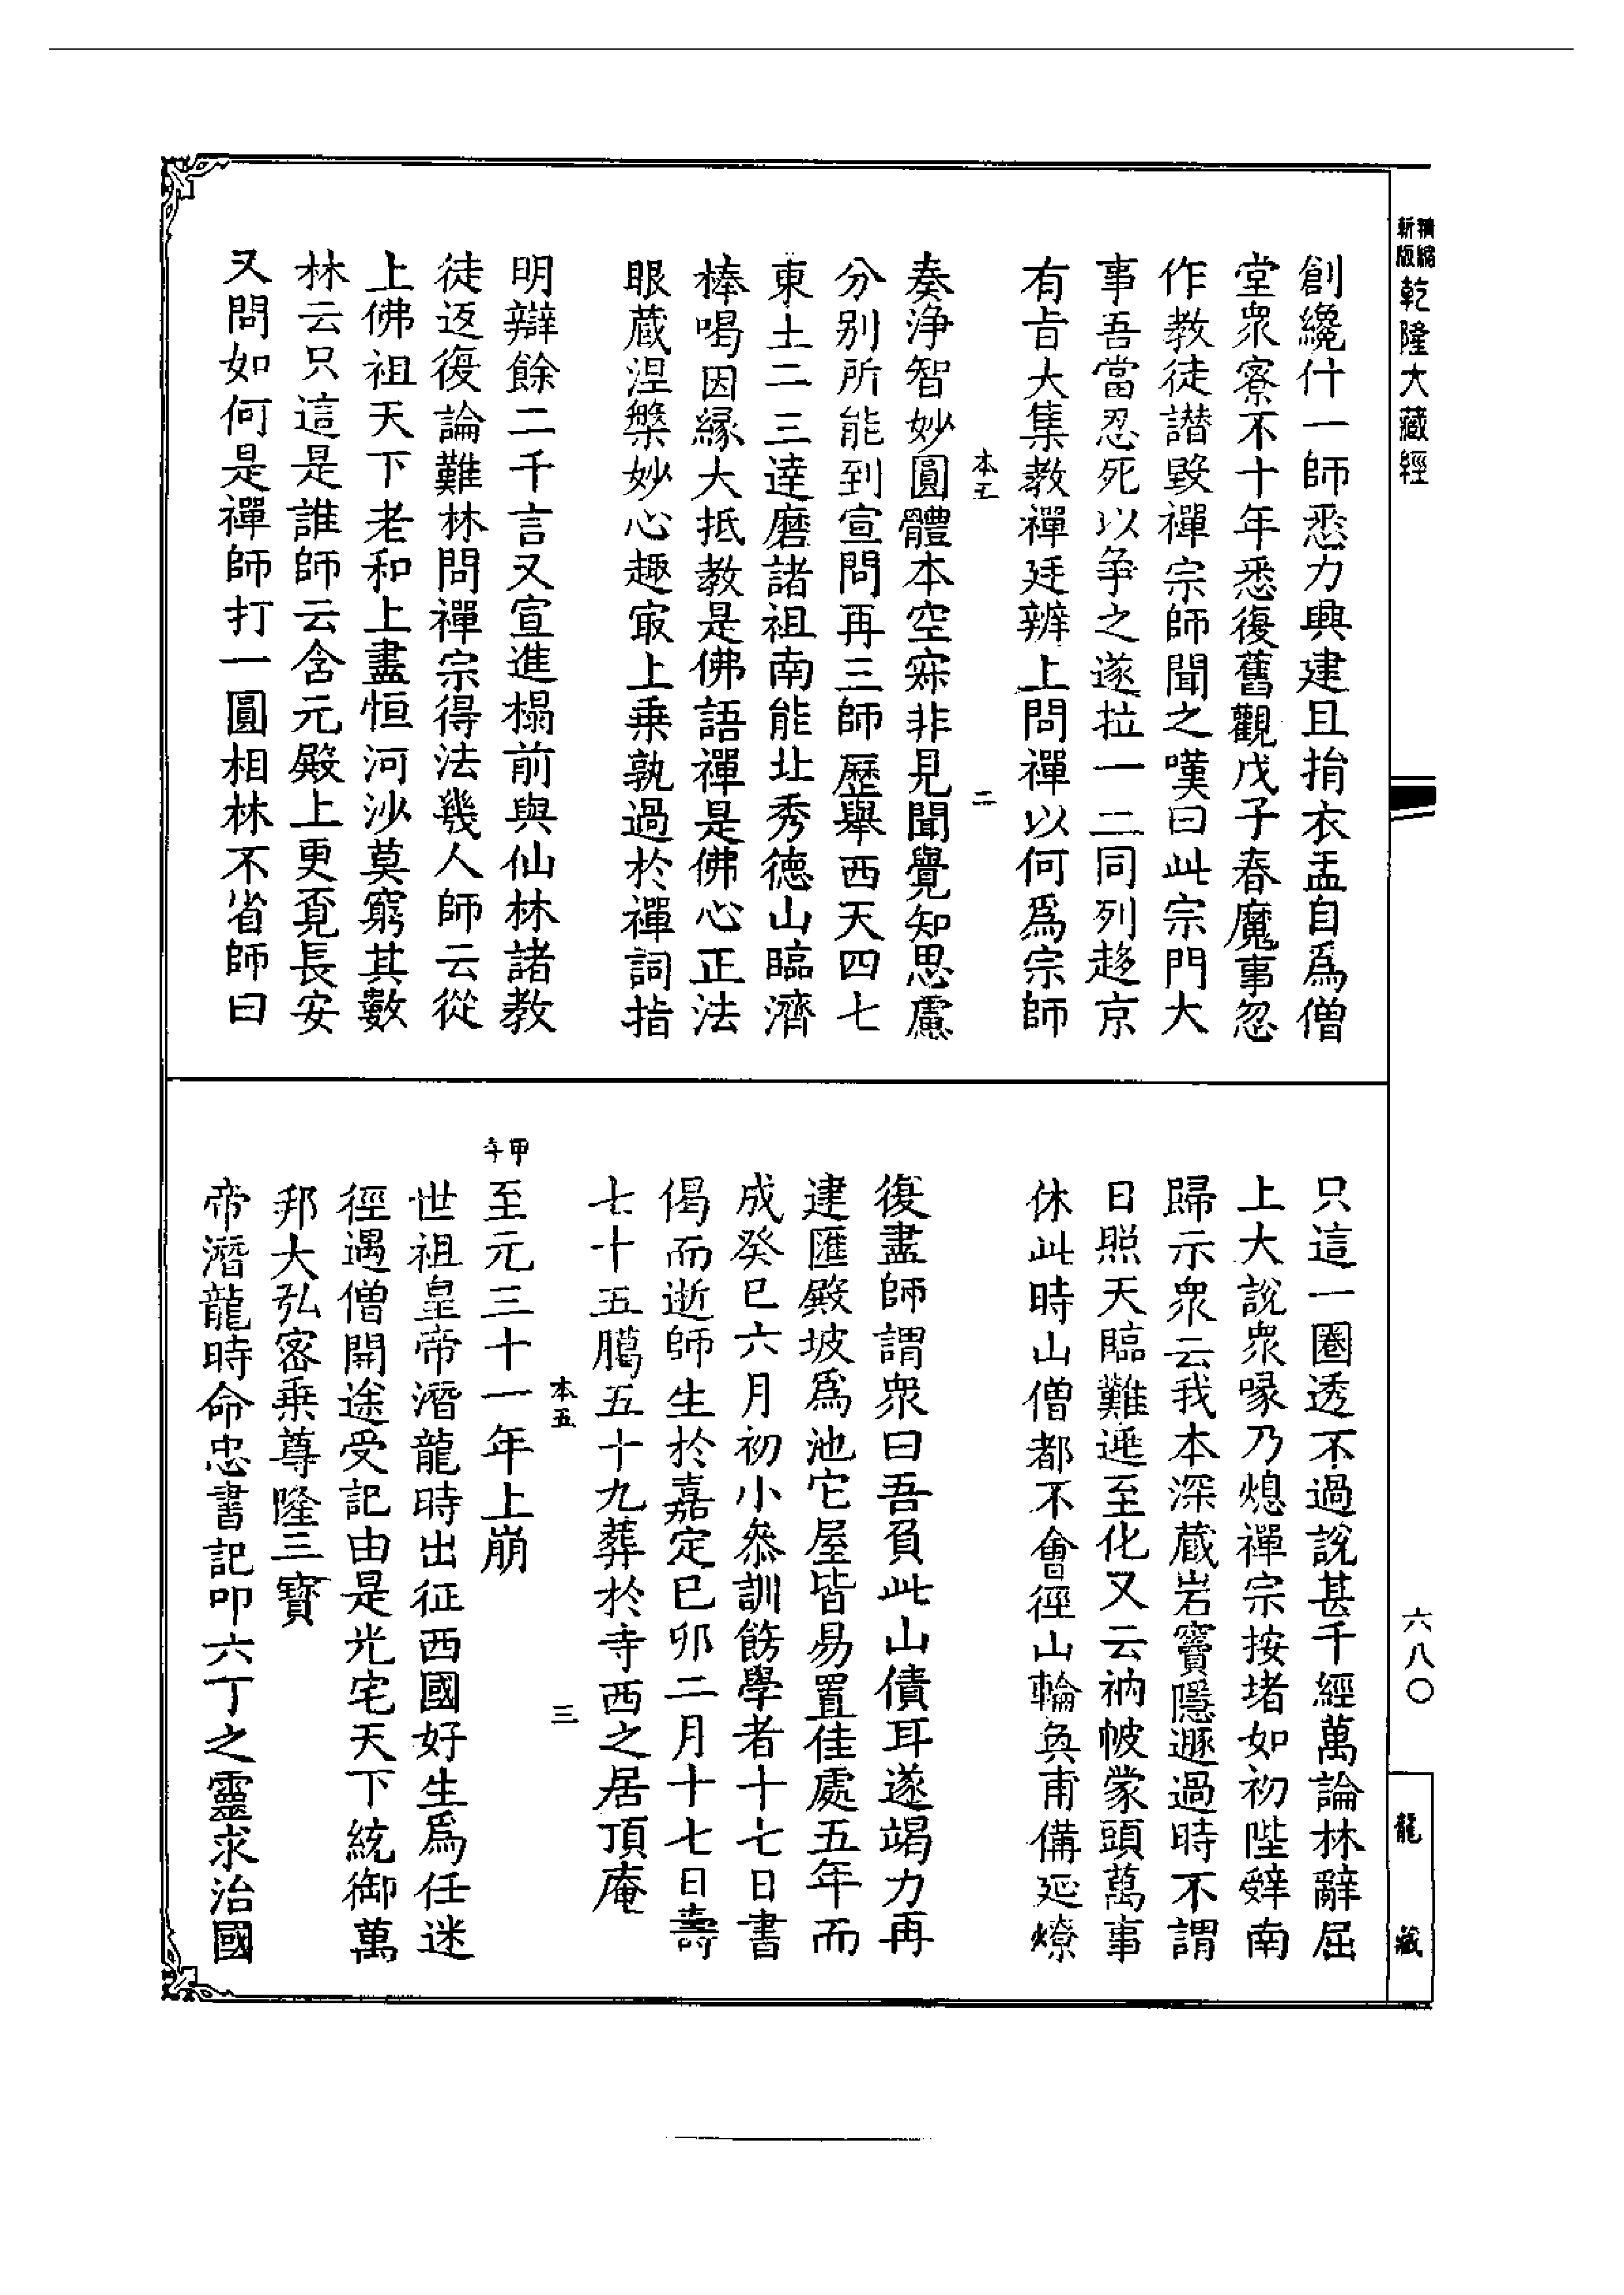 精縮
新版
乾隆大藏經
創纔什一師悉力興建且捐衣盂自爲僧
堂衆寮不十年悉復舊觀戊子春魔事忽
作教徒譛毀禪宗師聞之嘆曰此宗門大
事吾當忍死以爭之遂拉一二同列趍京
有旨大集教禪廷辨上問禪以何爲宗師
本五
二
奏淨智妙圓體本空寂非見聞覺知思慮
分别所能到宣問再三師歷舉西天四七
東土二三達磨諸祖南能北秀德山臨濟
棒喝因縁大抵教是佛語禪是佛心正法
眼蔵涅槃妙心趣㝡上乗孰過於禪詞指
明辯餘二千言又宣進榻前與仙林諸教
徒返復論難林問禪宗得法幾人師云從
上佛祖天下老和上盡恒河沙莫窮其數
林云只這是誰師云含元殿上更覔長安
又問如何是禪師打一圓相林不省師曰
只這一圈透不過說甚千經萬論林辭屈
上大說衆喙乃熄禪宗按堵如初陛辤南
歸示衆云我本深蔵岩竇隱遯過時不謂
日照天臨難逃至化又云衲帔蒙頭萬事
休此時山僧都不會徑山輪奐甫備延燎
復盡師謂衆曰吾負此山債耳遂竭力再
建匯殿坡爲池它屋皆易置佳處五年而
成癸巳六月初小叅訓飭學者十七日書
偈而逝師生於嘉定巳卯二月十七日壽
七十五臈五十九葬於寺西之居頂庵
本五
三
甲午
至元三十一年上崩
世祖皇帝潛龍時出征西國好生爲任迷
徑遇僧開途受記由是光宅天下統御萬
邦大弘密乗尊隆三寶
帝潛龍時命忠書記叩六丁之靈求治國
六八〇
龍藏